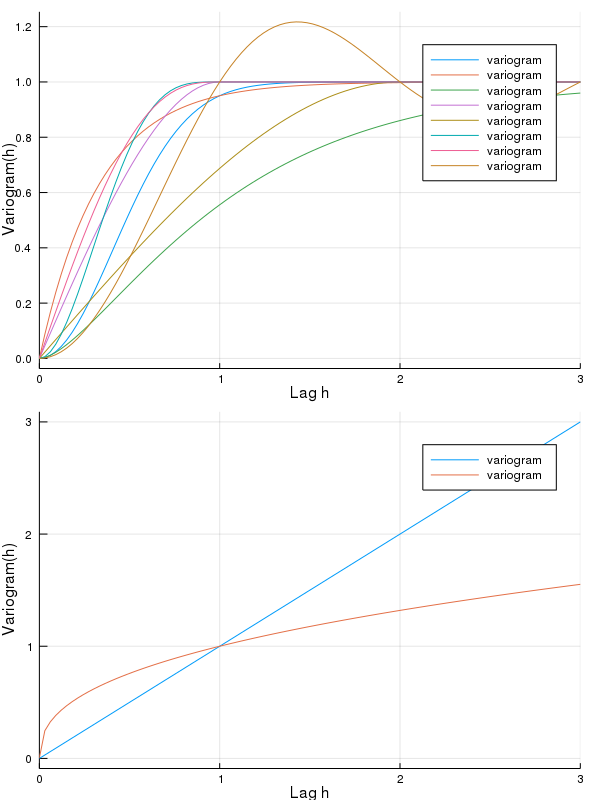 1.2
1.0
0.8
0.6
0.4
0.2
0.0
Variogram(h)
variogram
variogram
variogram
variogram
variogram
variogram
variogram
variogram
0 1 2 3
Lag h
3
2
1
0
Variogram(h)
variogram
variogram
0 1 2 3
Lag h